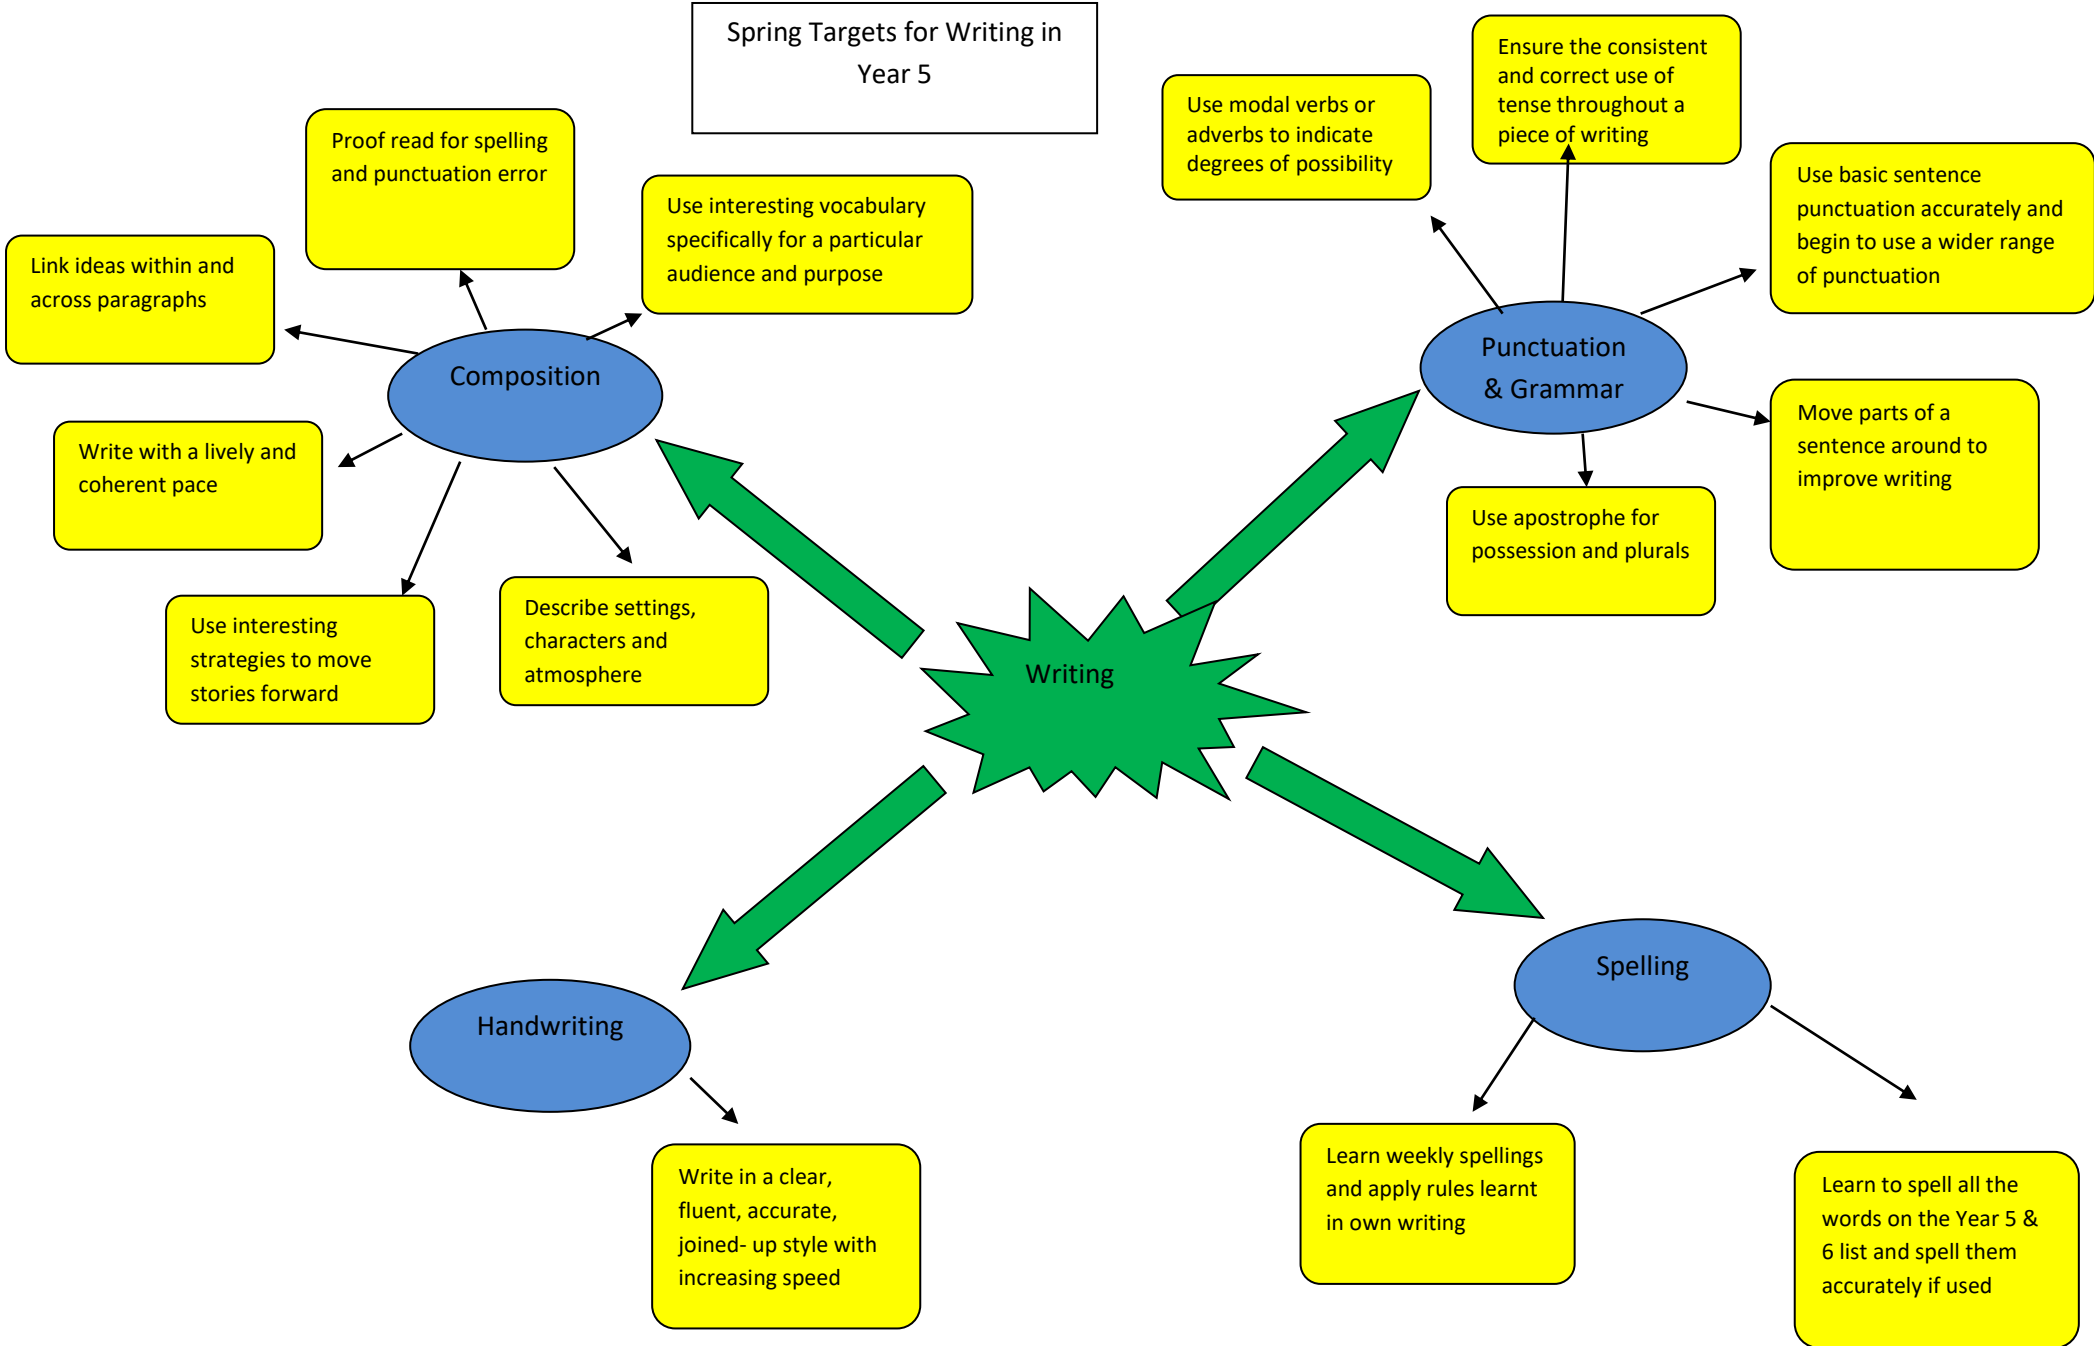 Spring Targets for Writing in
Year 5
Proof read for spelling
and punctuation error
Use interesting vocabulary
specifically for a particular
audience and purpose
Link ideas within and
across paragraphs
Composition
Write with a lively and
coherent pace
Use interesting
strategies to move
stories forward
Describe settings,
characters and
atmosphere
Use modal verbs or
adverbs to indicate
degrees of possibility
Ensure the consistent
and correct use of
tense throughout a
piece of writing
Use basic sentence
punctuation accurately and
begin to use a wider range
of punctuation
Punctuation
& Grammar
Move parts of a
sentence around to
improve writing
Use apostrophe for
possession and plurals
Writing
Handwriting
Write in a clear,
fluent, accurate,
joined- up style with
increasing speed
Spelling
Learn weekly spellings
and apply rules learnt
in own writing
Learn to spell all the
words on the Year 5 &
6 list and spell them
accurately if used